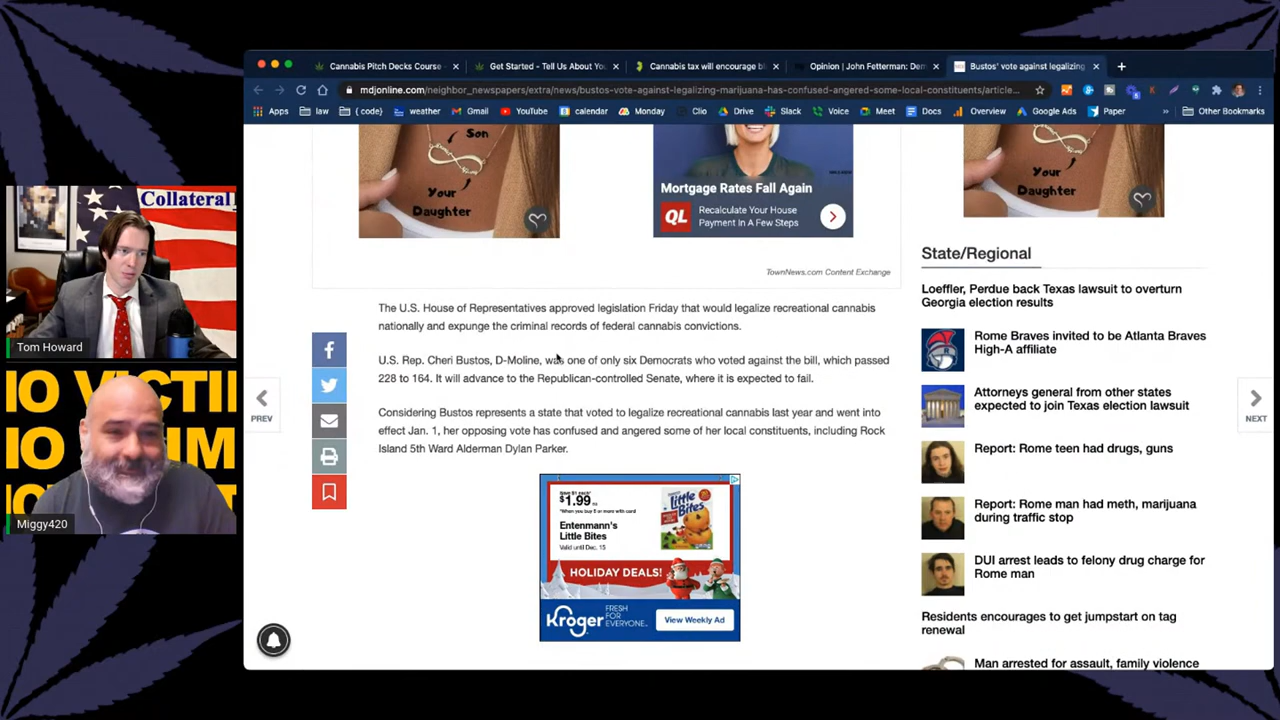 Cannabis Pitch Decks Course -
Get Started - Tell Us About Yo
Cannabis tax will encourage b
Opinion | John Fetterman: Dem
Bustos' vote against legalizing
mdjonline.com/neighbor_newspapers/extra/news/bustos-vote-against-legalizing-marijuana-has-confused-angered-some-local-constituents/article...
Apps
law
{ code}
weather
Gmail
YouTube
calendar
Monday
Clio
Drive
Slack
Voice
Meet
Docs
Overview
Google Ads
Paper
»
Other Bookmarks
Son
Your
Daughter
Mortgage Rates Fall Again
QL
Recalculate Your House
Payment In A Few Steps
Your
Daughter
TownNews.com Content Exchange
The U.S. House of Representatives approved legislation Friday that would legalize recreational cannabis
nationally and expunge the criminal records of federal cannabis convictions.
U.S. Rep. Cheri Bustos, D-Moline, was one of only six Democrats who voted against the bill, which passed
228 to 164. It will advance to the Republican-controlled Senate, where it is expected to fail.
Considering Bustos represents a state that voted to legalize recreational cannabis last year and went into
effect Jan. 1, her opposing vote has confused and angered some of her local constituents, including Rock
Island 5th Ward Alderman Dylan Parker.
PREV
NEXT
$1.99
Entenmann's
Little Bites
Valid until Dec. 15
little
Bites
HOLIDAY DEALS!
Kroger
FRESH
FOR
EVERYONE.
View Weekly Ad
State/Regional
Loeffler, Perdue back Texas lawsuit to overturn
Georgia election results
Rome Braves invited to be Atlanta Braves
High-A affiliate
Attorneys general from other states
expected to join Texas election lawsuit
Report: Rome teen had drugs, guns
Report: Rome man had meth, marijuana
during traffic stop
DUI arrest leads to felony drug charge for
Rome man
Residents encourages to get jumpstart on tag
renewal
Man arrested for assault, family violence
Collateral
Tom Howard
IO VICTI
IO
IM
Miggy420